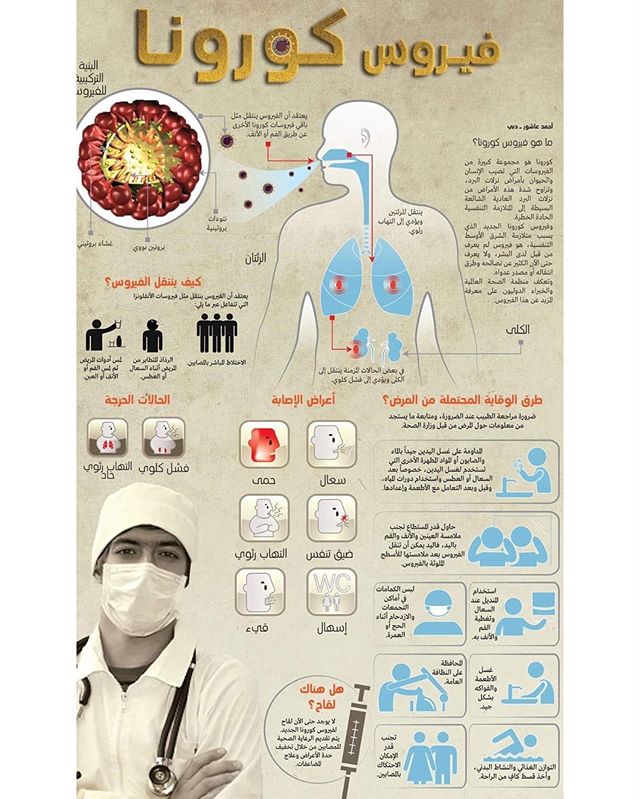 فيروس كورونا
البنية
التركيبية
للفيروس
نتوءات
بروتينية
بروتين نووي
غشاء بروتيني
يعتقد أن الفيروس ينتقل مثل
باقي فيروسات كورونا الأخرى
عن طريق الفم أو الأنف.
أحمد عاشور ـ دبي
ما هو فيروس كورونا؟
كورونا هو مجموعة كبيرة من
الفيروسات التي تصيب الإنسان
والحيوان بأمراض نزلات البرد،
وتراوح شدة هذه الأمراض من
نزلات البرد العادية الشائعة
البسيطة إلى المتلازمة التنفسية
الحادة الخطرة.
وفيروس كورونا الجديد الذي
يسبب متلازمة الشرق الأوسط
التنفسية، هو فيروس لم يعرف
من قبل لدى البشر، ولا يعرف
حتى الآن الكثير عن نصائحه وطرق
انتقاله أو مصدر عدواه.
وتعكف منظمة الصحة العالمية
والخبراء الدوليون على معرفة
المزيد عن هذا الفيروس.
ينتقل للرئتين
ويؤدي إلى التهاب
رئوي.
الرئتان
الكلى
في بعض الحالات المزمنة ينتقل إلى
الكلى ويؤدي إلى فشل كلوي.
كيف ينتقل الفيروس؟
يعتقد أن الفيروس ينتقل مثل فيروسات الأنفلونزا
التي تتفاعل عبر ما يلي:
الاختلاط المباشر بالمصابين.
الرذاذ المتطاير من
المريض أثناء السعال
أو العطس.
لمس أدوات المريض
ثم لمس الفم أو
الأنف أو العين.
الحالات الحرجة
فشل كلوي
التهاب رئوي
حاد
أعراض الإصابة
سعال
حمى
ضيق تنفس
التهاب رئوي
WC
إسهال
قيء
طرق الوقاية المحتملة من المرض؟
ضرورة مراجعة الطبيب عند الضرورة، ومتابعة ما يستجد
من معلومات حول المرض من قبل وزارة الصحة.
المداومة على غسل اليدين جيداً بالماء
والصابون أو المواد المطهرة الأخرى التي
تستخدم لغسل اليدين، خصوصاً بعد
السعال أو العطس واستخدام دورات المياه،
وقبل وبعد التعامل مع الأطعمة وإعدادها.
حاول قدر المستطاع تجنب
ملامسة العينين والأنف والفم
باليد، فاليد يمكن أن تنقل
الفيروس بعد ملامستها للأسطح
الملوثة بالفيروس.
استخدام
المنديل عند
السعال
وتغطية
الفم
والأنف به.
لبس الكمامات
في أماكن
التجمعات
والازدحام أثناء
الحج أو
العمرة.
غسل
الأطعمة
والفواكه
بشكل
جيد.
المحافظة
على النظافة
العامة.
التوازن الغذائي والنشاط البدني،
وأخذ قسط كافٍ من الراحة.
تجنب
قدر
الإمكان
الاحتكاك
بالمصابين.
هل هناك
لقاح؟
لا يوجد حتى الآن لقاح
لفيروس كورونا الجديد.
يتم تقديم الرعاية الصحية
للمصابين من خلال تخفيف
حدة الأعراض وعلاج
المضاعفات.